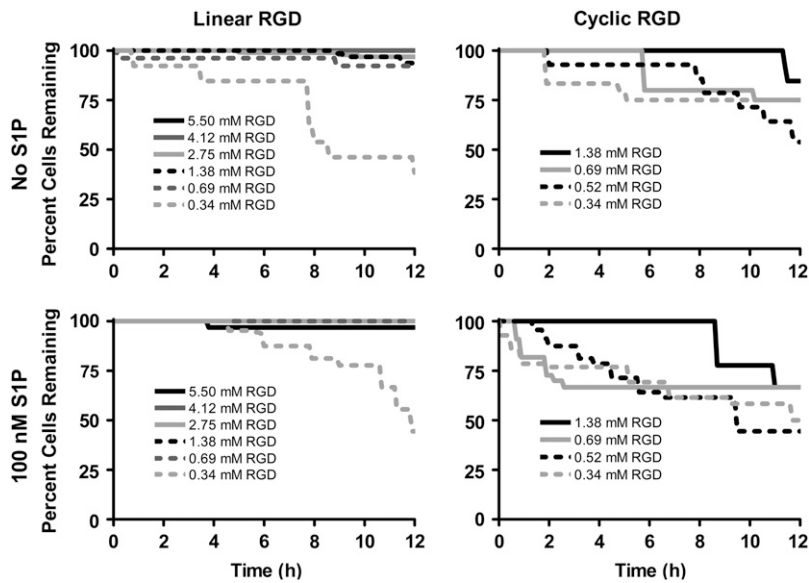 Linear RGD
Cyclic RGD
No S1P
Percent Cells Remaining
100
75
50
25
0
5.50 mM RGD
4.12 mM RGD
2.75 mM RGD
1.38 mM RGD
0.69 mM RGD
0.34 mM RGD
0 2 4 6 8 10 12
100
75
50
25
0
1.38 mM RGD
0.69 mM RGD
0.52 mM RGD
0.34 mM RGD
0 2 4 6 8 10 12
100 nM S1P
Percent Cells Remaining
100
75
50
25
0
5.50 mM RGD
4.12 mM RGD
2.75 mM RGD
1.38 mM RGD
0.69 mM RGD
0.34 mM RGD
0 2 4 6 8 10 12
Time (h)
100
75
50
25
0
1.38 mM RGD
0.69 mM RGD
0.52 mM RGD
0.34 mM RGD
0 2 4 6 8 10 12
Time (h)